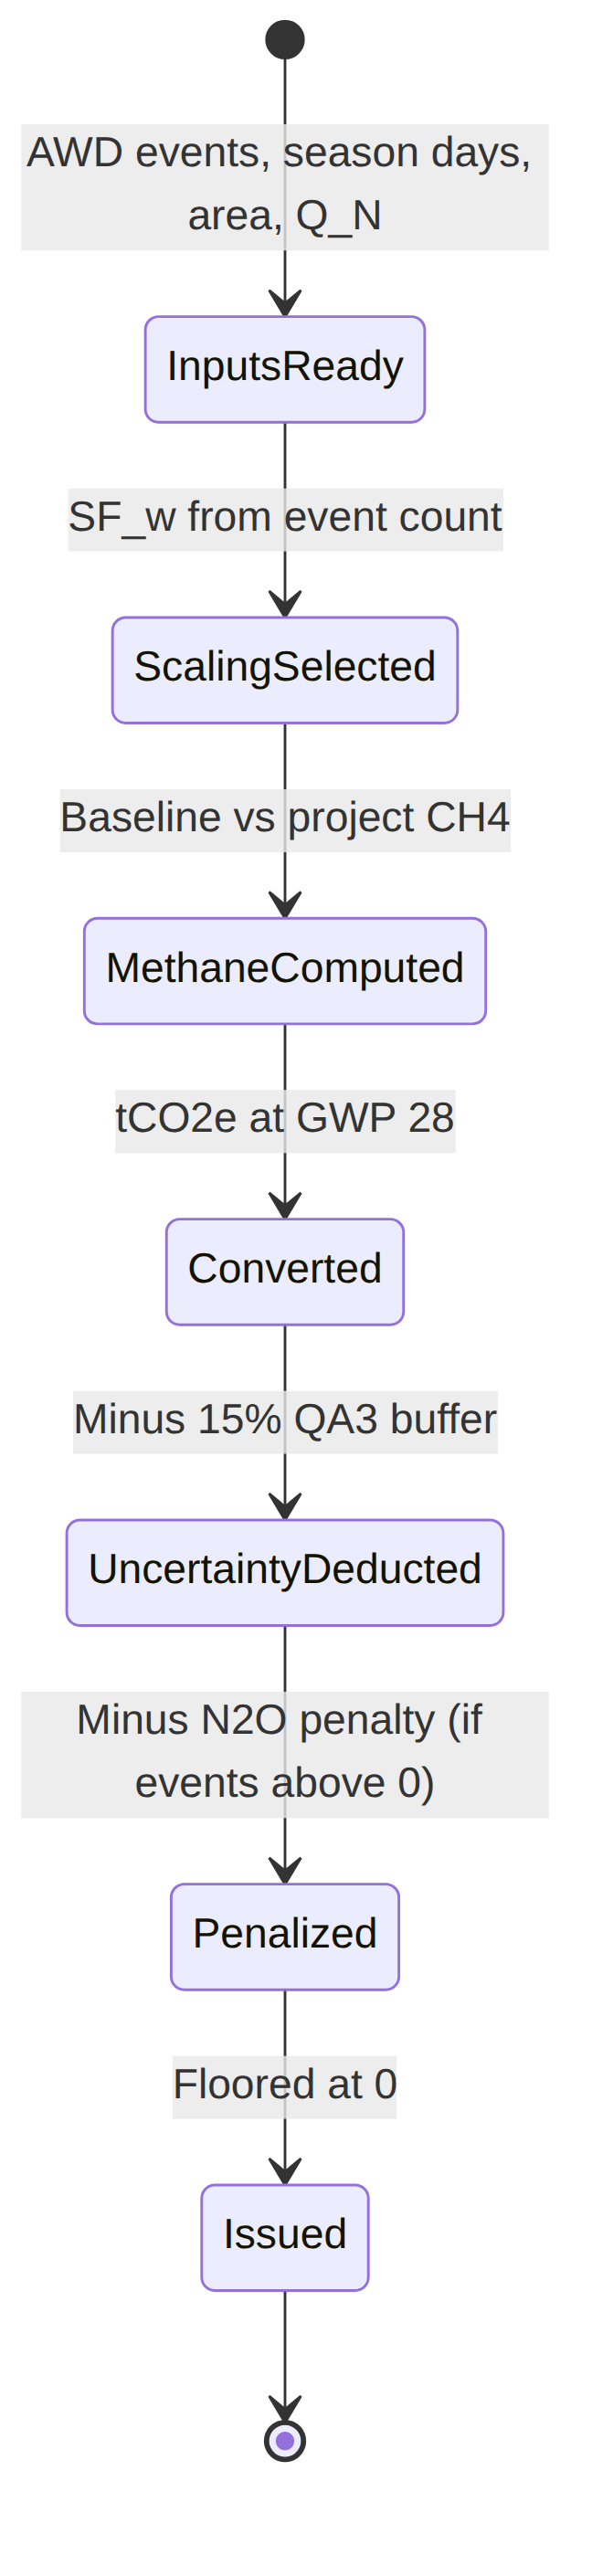 AWD events, season days,
area, Q_N
InputsReady
SF_w from event count
ScalingSelected
Baseline vs project CH4
MethaneComputed
tCO2e at GWP 28
Converted
Minus 15% QA3 buffer
UncertaintyDeducted
Minus N2O penalty (if
events above 0)
Penalized
Floored at 0
Issued